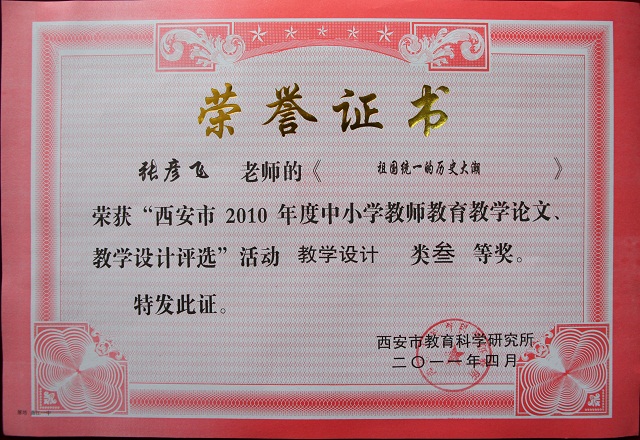 荣誉证书
张彦飞 老师的《 祖国统一的历史大潮 》
荣获“西安市 2010 年度中小学教师教育教学论文、
教学设计评选”活动 教学设计 类叁 等奖。
特发此证。
西安市教育科学研究所
二〇一一年四月